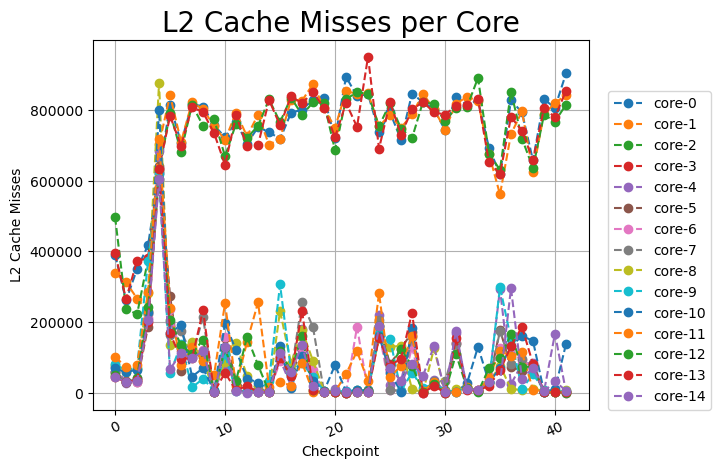 L2 Cache Misses per Core
L2 Cache Misses
800000
600000
400000
200000
0
0
10
20
30
40
Checkpoint
core-0
core-1
core-2
core-3
core-4
core-5
core-6
core-7
core-8
core-9
core-10
core-11
core-12
core-13
core-14